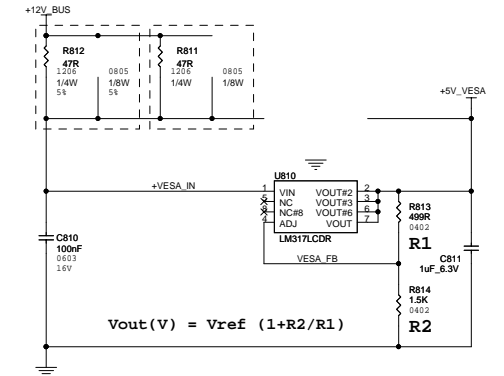 +12V_BUS
R812
47R
1206
1/4W
5%
0805
1/8W
5%
R811
47R
1206
1/4W
0805
1/8W
+5V_VESA
U810
+VESA_IN
1 VIN VOUT#2 2
5 NC VOUT#3 3
8 NC#8 VOUT#6 6
4 ADJ VOUT 7
LM317LCDR
VESA_FB
R813
499R
0402
R1
C810
100nF
0603
16V
C811
1uF_6.3V
R814
1.5K
0402
R2
Vout(V) = Vref (1+R2/R1)